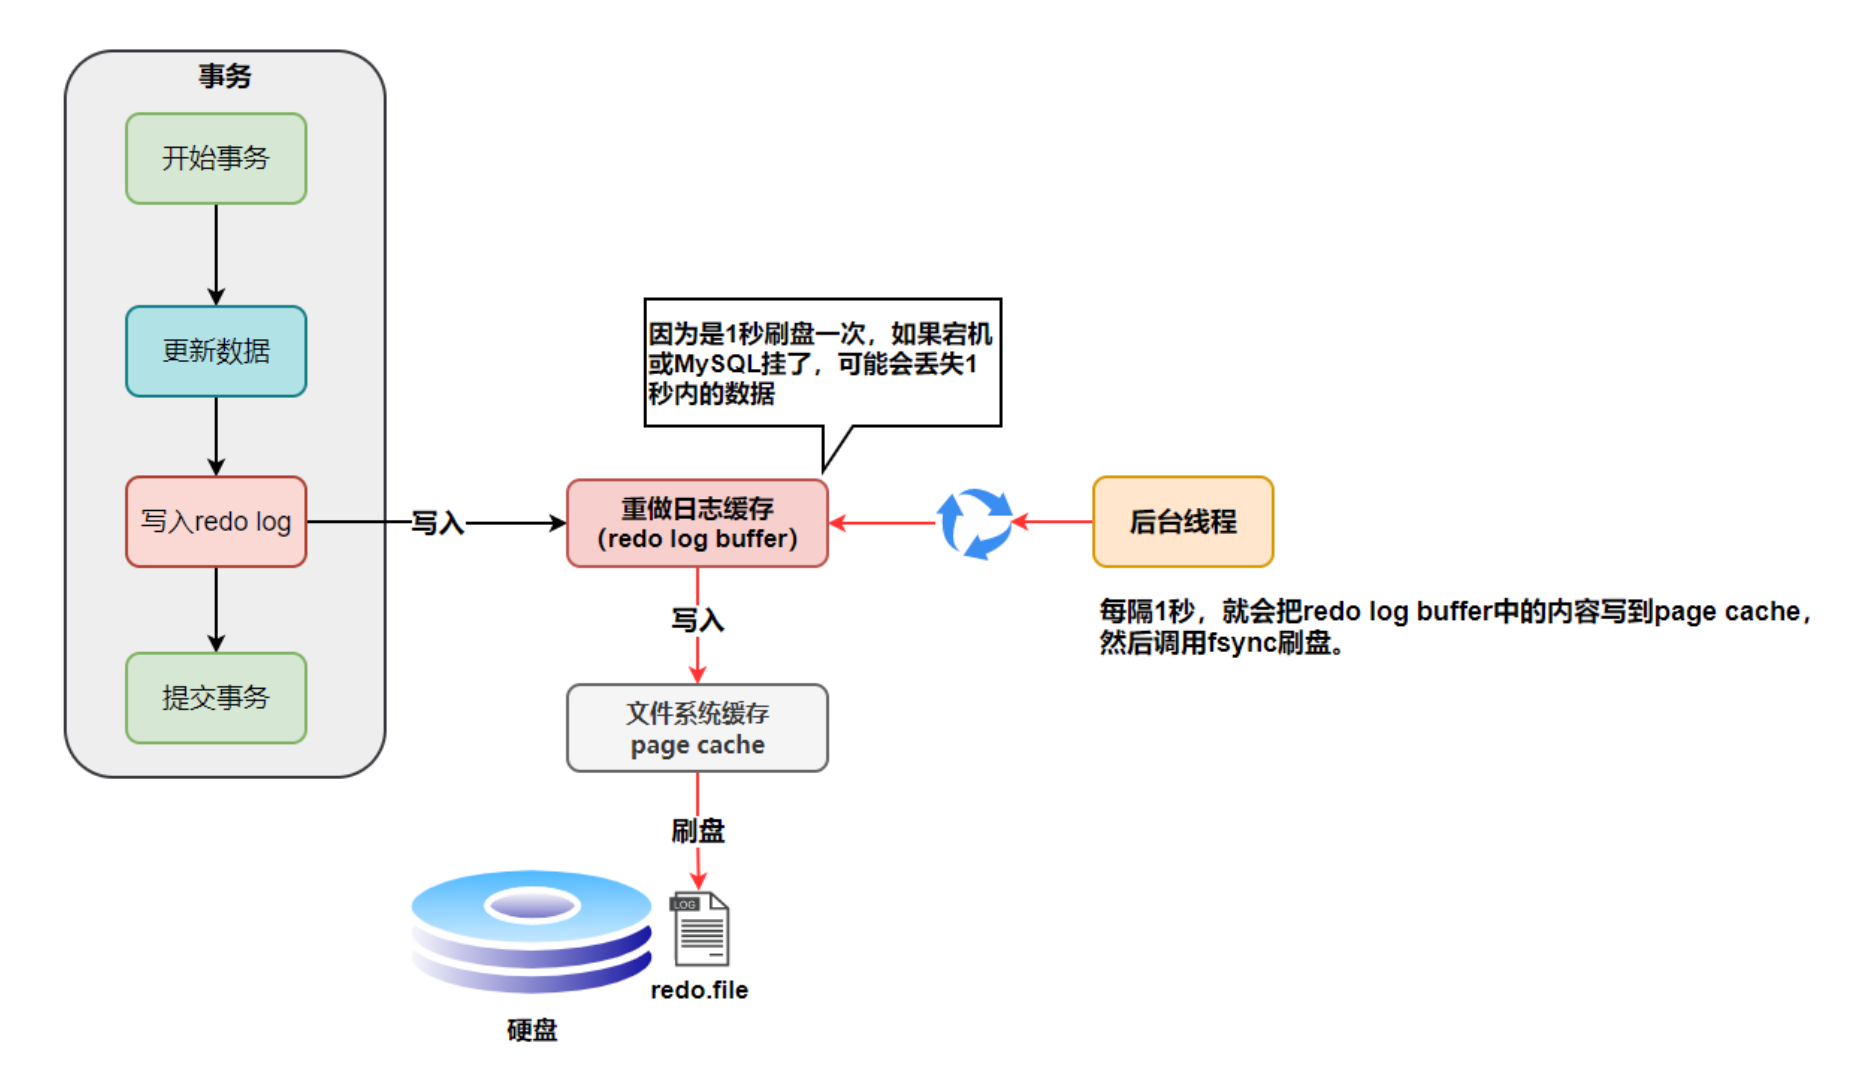 事务
开始事务
更新数据
写入redo log
提交事务
写入
因为是1秒刷盘一次，如果宕机
或MySQL挂了，可能会丢失1
秒内的数据
重做日志缓存
（redo log buffer）
后台线程
每隔1秒，就会把redo log buffer中的内容写到page cache，
然后调用fsync刷盘。
写入
文件系统缓存
page cache
刷盘
LOG
redo.file
硬盘